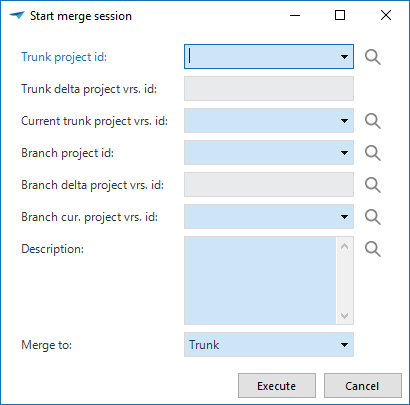 Start merge session
Trunk project id:
Trunk delta project vrs. id:
Current trunk project vrs. id:
Branch project id:
Branch delta project vrs. id:
Branch cur. project vrs. id:
Description:
Merge to: Trunk
Execute Cancel